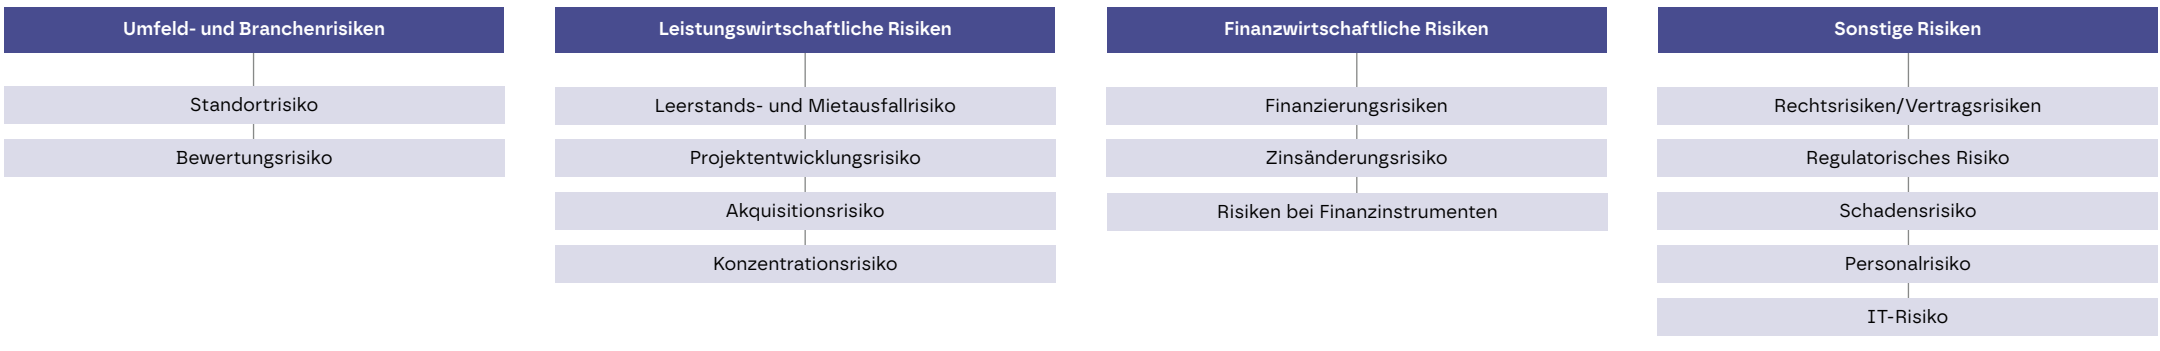 Umfeld- und Branchenrisiken
Standortrisiko
Bewertungsrisiko
Leistungswirtschaftliche Risiken
Leerstands- und Mietausfallrisiko
Projektentwicklungsrisiko
Akquisitionsrisiko
Konzentrationsrisiko
Finanzwirtschaftliche Risiken
Finanzierungsrisiken
Zinsänderungsrisiko
Risiken bei Finanzinstrumenten
Sonstige Risiken
Rechtsrisiken/Vertragsrisiken
Regulatorisches Risiko
Schadensrisiko
Personalrisiko
IT-Risiko